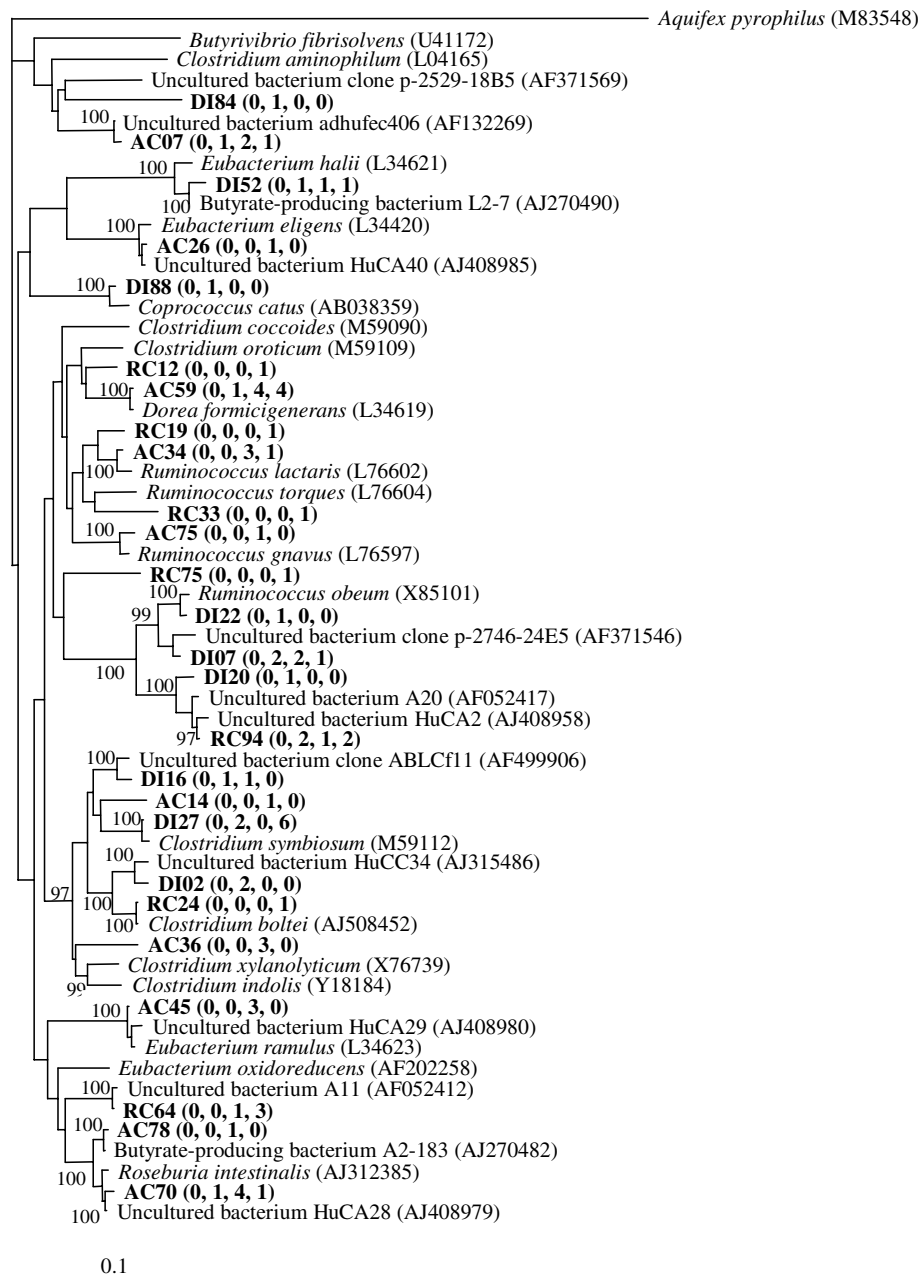 Aquifex pyrophilus (M83548)
Butyrivibrio fibrisolvens (U41172)
Clostridium aminophilum (L04165)
Uncultured bacterium clone p-2529-18B5 (AF371569)
DI84 (0, 1, 0, 0)
100
Uncultured bacterium adhufec406 (AF132269)
AC07 (0, 1, 2, 1)
100
Eubacterium halii (L34621)
DI52 (0, 1, 1, 1)
100
Butyrate-producing bacterium L2-7 (AJ270490)
100
Eubacterium eligens (L34420)
AC26 (0, 0, 1, 0)
Uncultured bacterium HuCA40 (AJ408985)
100
DI88 (0, 1, 0, 0)
Coprococcus catus (AB038359)
Clostridium coccoides (M59090)
Clostridium oroticum (M59109)
RC12 (0, 0, 0, 1)
100
AC59 (0, 1, 4, 4)
Dorea formicigenerans (L34619)
RC19 (0, 0, 0, 1)
AC34 (0, 0, 3, 1)
100
Ruminococcus lactaris (L76602)
Ruminococcus torques (L76604)
RC33 (0, 0, 0, 1)
100
AC75 (0, 0, 1, 0)
Ruminococcus gnavus (L76597)
RC75 (0, 0, 0, 1)
100
Ruminococcus obeum (X85101)
99
DI22 (0, 1, 0, 0)
Uncultured bacterium clone p-2746-24E5 (AF371546)
DI07 (0, 2, 2, 1)
100
100
DI20 (0, 1, 0, 0)
Uncultured bacterium A20 (AF052417)
Uncultured bacterium HuCA2 (AJ408958)
97
RC94 (0, 2, 1, 2)
100
Uncultured bacterium clone ABLCf11 (AF499906)
DI16 (0, 1, 1, 0)
AC14 (0, 0, 1, 0)
100
DI27 (0, 2, 0, 6)
Clostridium symbiosum (M59112)
100
Uncultured bacterium HuCC34 (AJ315486)
DI02 (0, 2, 0, 0)
97
100
RC24 (0, 0, 0, 1)
100
Clostridium boltei (AJ508452)
AC36 (0, 0, 3, 0)
Clostridium xylanolyticum (X76739)
99
Clostridium indolis (Y18184)
100
AC45 (0, 0, 3, 0)
Uncultured bacterium HuCA29 (AJ408980)
Eubacterium ramulus (L34623)
Eubacterium oxidoreducens (AF202258)
100
Uncultured bacterium A11 (AF052412)
RC64 (0, 0, 1, 3)
100
AC78 (0, 0, 1, 0)
Butyrate-producing bacterium A2-183 (AJ270482)
100
Roseburia intestinalis (AJ312385)
AC70 (0, 1, 4, 1)
100
Uncultured bacterium HuCA28 (AJ408979)
0.1